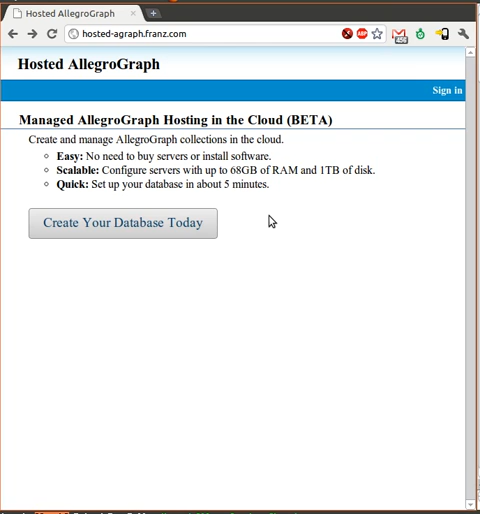 Hosted AllegroGraph
hosted-agraph.franz.com
ABP
Hosted AllegroGraph
Sign in
Managed AllegroGraph Hosting in the Cloud (BETA)
Create and manage AllegroGraph collections in the cloud.
Easy: No need to buy servers or install software.
Scalable: Configure servers with up to 68GB of RAM and 1TB of disk.
Quick: Set up your database in about 5 minutes.
Create Your Database Today